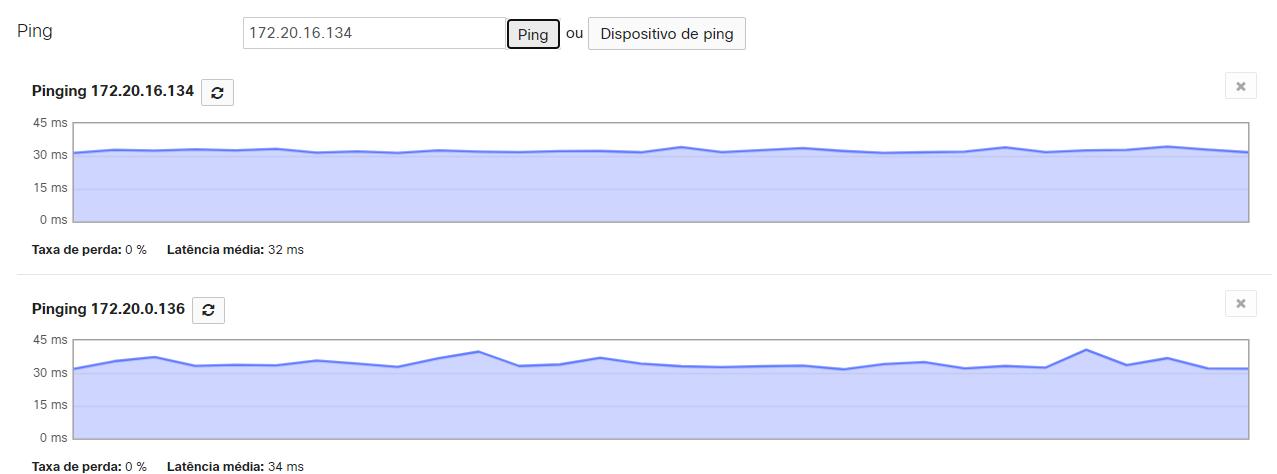 Ping 172.20.16.134 Ping ou Dispositivo de ping
Pinging 172.20.16.134
45 ms
30 ms
15 ms
0 ms
Taxa de perda: 0 % Latência média: 32 ms
Pinging 172.20.0.136
45 ms
30 ms
15 ms
0 ms
Taxa de perda: 0 % Latência média: 34 ms